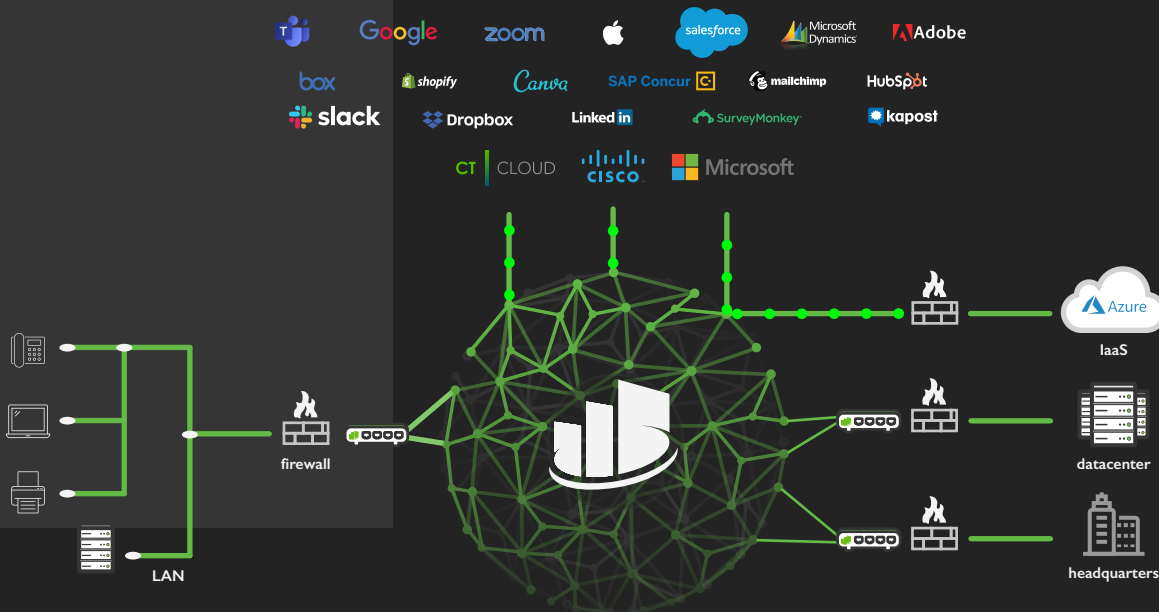 T
Google
zoom
salesforce
Microsoft
Dynamics
Adobe
box
shopify
Canva
SAP Concur C
mailchimp
HubSpot
slack
Dropbox
Linked in
SurveyMonkey
kapost
CT CLOUD
CISCO
Microsoft
Azure
IaaS
firewall
datacenter
LAN
headquarters